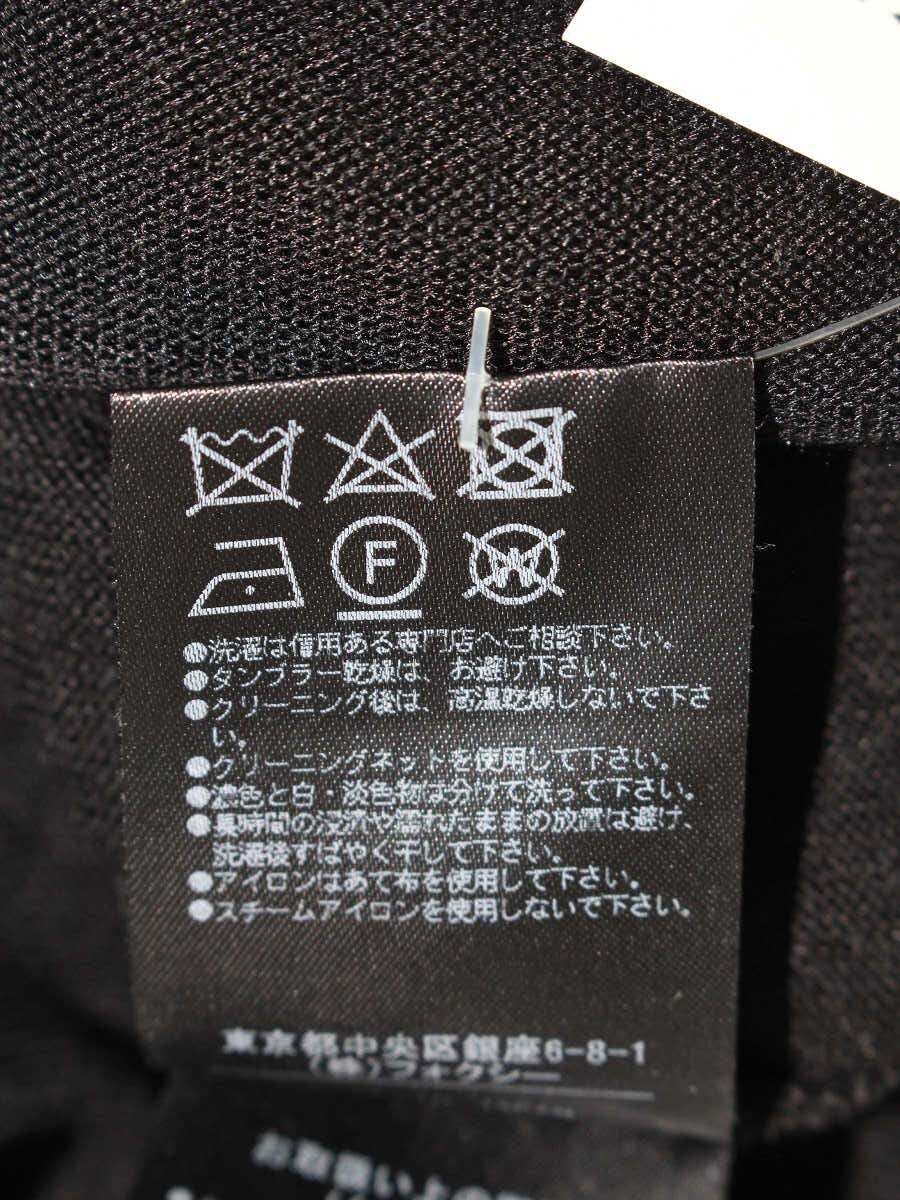 F
W
●洗濯は信用ある専門店へご相談下さい。
●タンブラー乾燥は、お避け下さい。
●クリーニング後は、高温乾燥しないで下さ
い。
●クリーニングネットを使用して下さい。
●濃色と白・淡色物は分けて洗って下さい。
●長時間の浸漬や濡れたままの放置は避け、
洗濯後すばやく干して下さい。
●アイロンはあて布を使用して下さい。
●スチームアイロンを使用しないで下さい。
東京都中央区銀座6-8-1
(株)フォクシー
お取扱い上の